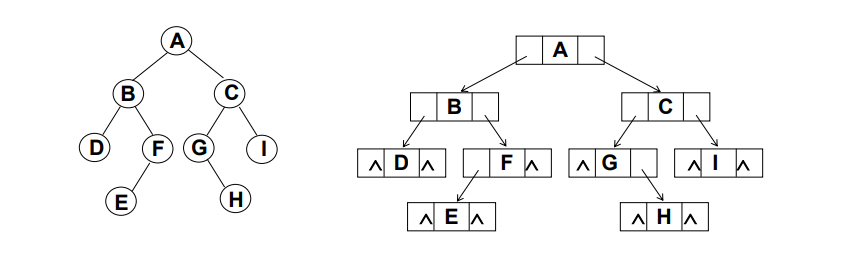 A
B C
D F G I
E H
A
B C
∧ D ∧ F ∧ ∧ G ∧ I ∧
∧ E ∧ ∧ H ∧